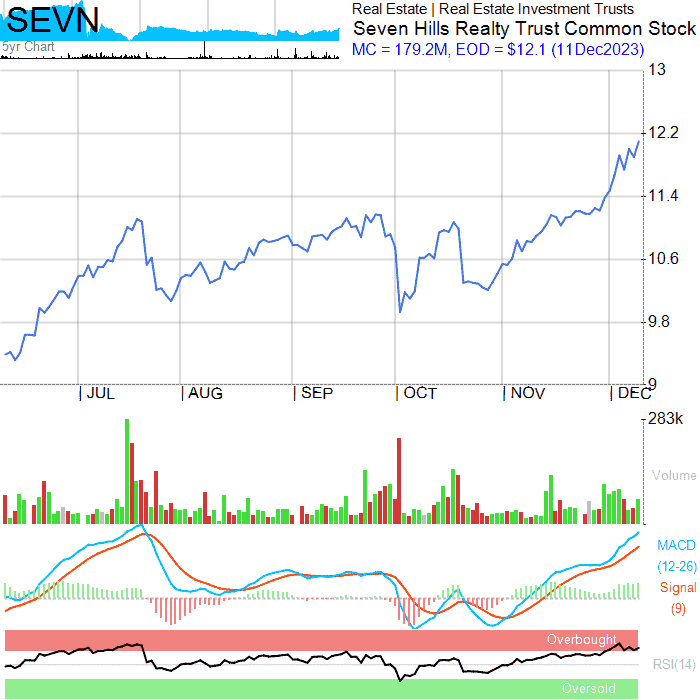 SEVN
5yr Chart
Real Estate | Real Estate Investment Trusts
Seven Hills Realty Trust Common Stock
MC = 179.2M, EOD = $12.1 (11Dec2023)
13
12.2
11.4
10.6
9.8
9
| JUL | AUG | SEP | OCT | NOV | DEC
283k
Volume
MACD
(12-26)
Signal
(9)
Overbought
RSI(14)
Oversold